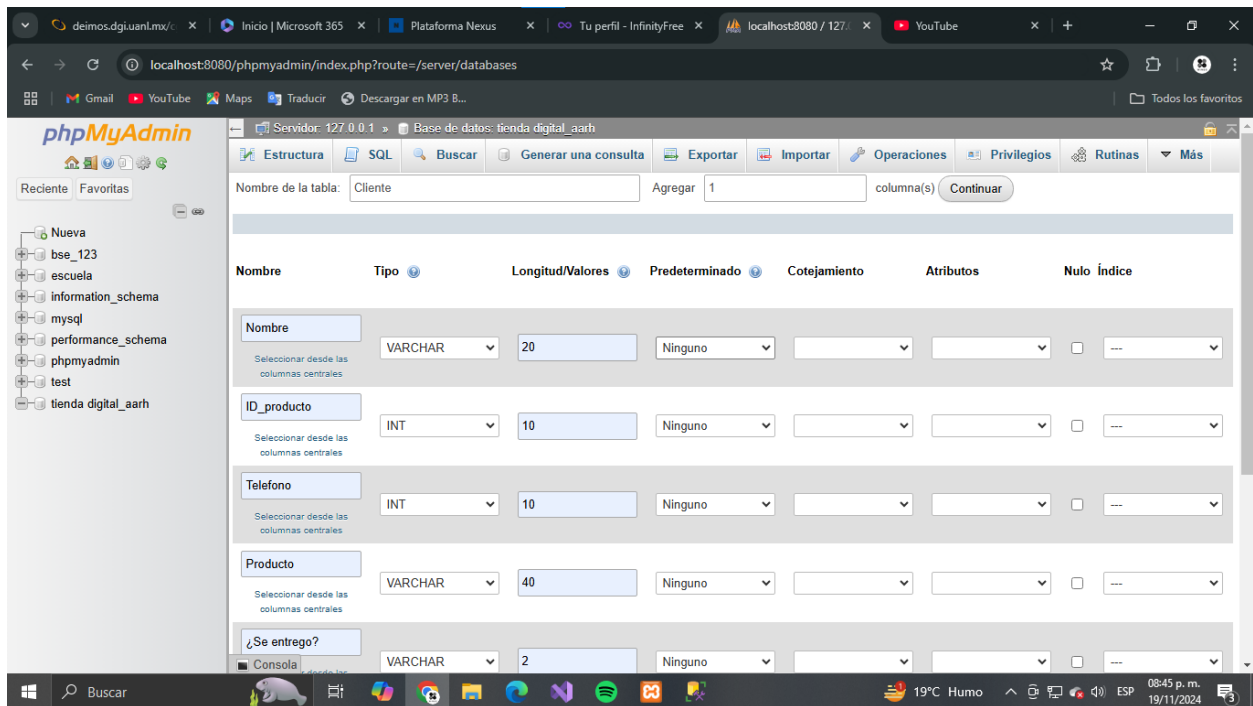 deimos.dgi.uanl.mx/c
Inicio | Microsoft 365
Plataforma Nexus
Tu perfil - InfinityFree
localhost:8080 / 127.
YouTube
localhost:8080/phpmyadmin/index.php?route=/server/databases
Gmail YouTube Maps Traducir Descargar en MP3 B... Todos los favoritos
phpMyAdmin
Reciente Favoritas
Nueva
bse_123
escuela
information_schema
mysql
performance_schema
phpmyadmin
test
tienda digital_aarh
Servidor: 127.0.0.1 » Base de datos: tienda digital_aarh
Estructura SQL Buscar Generar una consulta Exportar Importar Operaciones Privilegios Rutinas Más
Nombre de la tabla: Cliente Agregar 1 columna(s) Continuar
Nombre Tipo Longitud/Valores Predeterminado Cotejamiento Atributos Nulo Índice
Nombre
VARCHAR 20 Ninguno ---
Seleccionar desde las
columnas centrales
ID_producto
INT 10 Ninguno ---
Seleccionar desde las
columnas centrales
Telefono
INT 10 Ninguno ---
Seleccionar desde las
columnas centrales
Producto
VARCHAR 40 Ninguno ---
Seleccionar desde las
columnas centrales
¿Se entrego?
VARCHAR 2 Ninguno ---
Consola
Buscar
19°C Humo
ESP
08:45 p. m.
19/11/2024
3